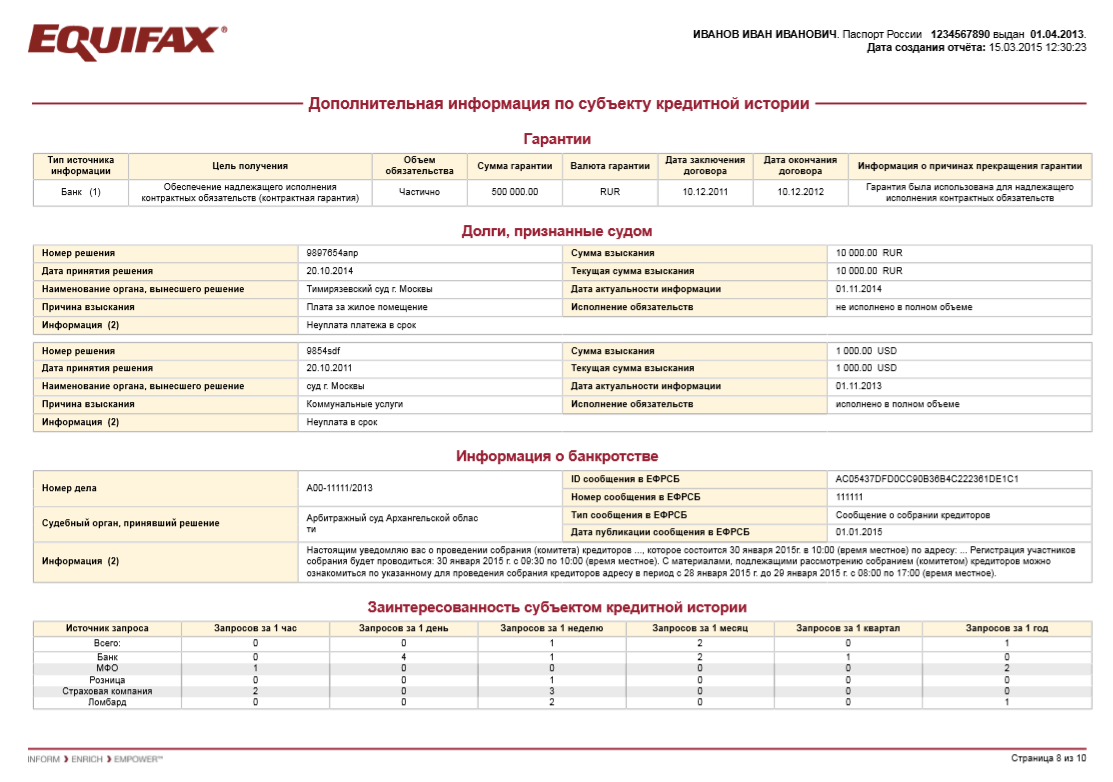 EQUIFAX®
ИВАНОВ ИВАН ИВАНОВИЧ. Паспорт России 1234567890 выдан 01.04.2013.
Дата создания отчёта: 15.03.2015 12:30:23
Дополнительная информация по субъекту кредитной истории
Гарантии
Тип источника информации Цель получения Объем обязательства Сумма гарантии Валюта гарантии Дата заключения договора Дата окончания договора Информация о причинах прекращения гарантии
Банк (1) Обеспечение надлежащего исполнения контрактных обязательств (контрактная гарантия) Частично 500 000.00 RUR 10.12.2011 10.12.2012 Гарантия была использована для надлежащего исполнения контрактных обязательств
Долги, признанные судом
Номер решения 9897654апр Сумма взыскания 10 000.00 RUR
Дата принятия решения 20.10.2014 Текущая сумма взыскания 10 000.00 RUR
Наименование органа, вынесшего решение Тимирязевский суд г. Москвы Дата актуальности информации 01.11.2014
Причина взыскания Плата за жилое помещение Исполнение обязательств не исполнено в полном объеме
Информация (2) Неуплата платежа в срок
Номер решения 9854sdf Сумма взыскания 1 000.00 USD
Дата принятия решения 20.10.2011 Текущая сумма взыскания 1 000.00 USD
Наименование органа, вынесшего решение суд г. Москвы Дата актуальности информации 01.11.2013
Причина взыскания Коммунальные услуги Исполнение обязательств исполнено в полном объеме
Информация (2) Неуплата в срок
Информация о банкротстве
Номер дела А00-11111/2013 ID сообщения в ЕФРСБ AC05437DFD0CC90B36B4C222361DE1C1
Номер сообщения в ЕФРСБ 111111
Судебный орган, принявший решение Арбитражный суд Архангельской облас
ти
Тип сообщения в ЕФРСБ Сообщение о собрании кредиторов
Дата публикации сообщения в ЕФРСБ 01.01.2015
Информация (2) Настоящим уведомляю вас о проведении собрания (комитета) кредиторов ..., которое состоится 30 января 2015г. в 10:00 (время местное) по адресу: ... Регистрация участников
собрания будет проводиться: 30 января 2015 г. с 09:30 по 10:00 (время местное). С материалами, подлежащими рассмотрению собранием (комитетом) кредиторов можно
ознакомиться по указанному для проведения собрания кредиторов адресу в период с 28 января 2015 г. до 29 января 2015 г. с 08:00 по 17:00 (время местное).
Заинтересованность субъектом кредитной истории
Источник запроса Запросов за 1 час Запросов за 1 день Запросов за 1 неделю Запросов за 1 месяц Запросов за 1 квартал Запросов за 1 год
Всего: 0 0 1 2 0 1
Банк 0 4 1 2 1 0
МФО 1 0 0 0 0 2
Розница 0 0 1 0 0 0
Страховая компания 2 0 3 0 0 0
Ломбард 0 0 2 0 0 1
INFORM ❯ ENRICH ❯ EMPOWER™
Страница 8 из 10